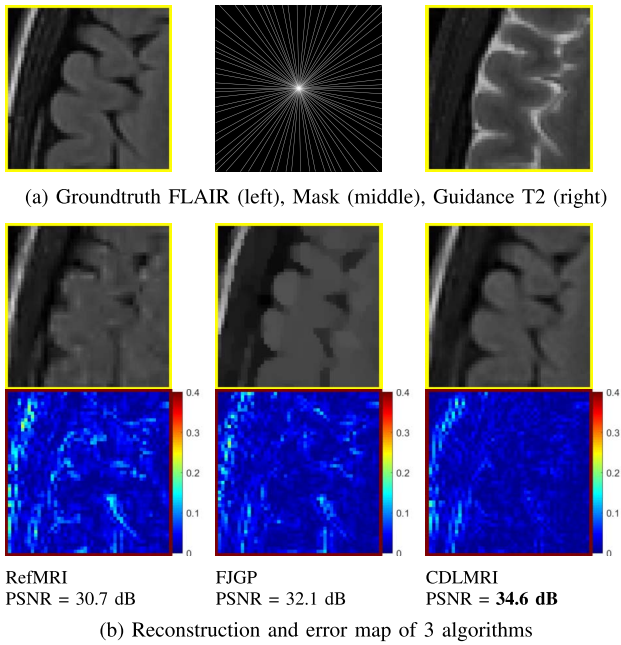 (a) Groundtruth FLAIR (left), Mask (middle), Guidance T2 (right)
0.4
0.3
0.2
0.1
0
0.4
0.3
0.2
0.1
0
0.4
0.3
0.2
0.1
0
RefMRI
PSNR = 30.7 dB
FJGP
PSNR = 32.1 dB
CDLMRI
PSNR = 34.6 dB
(b) Reconstruction and error map of 3 algorithms